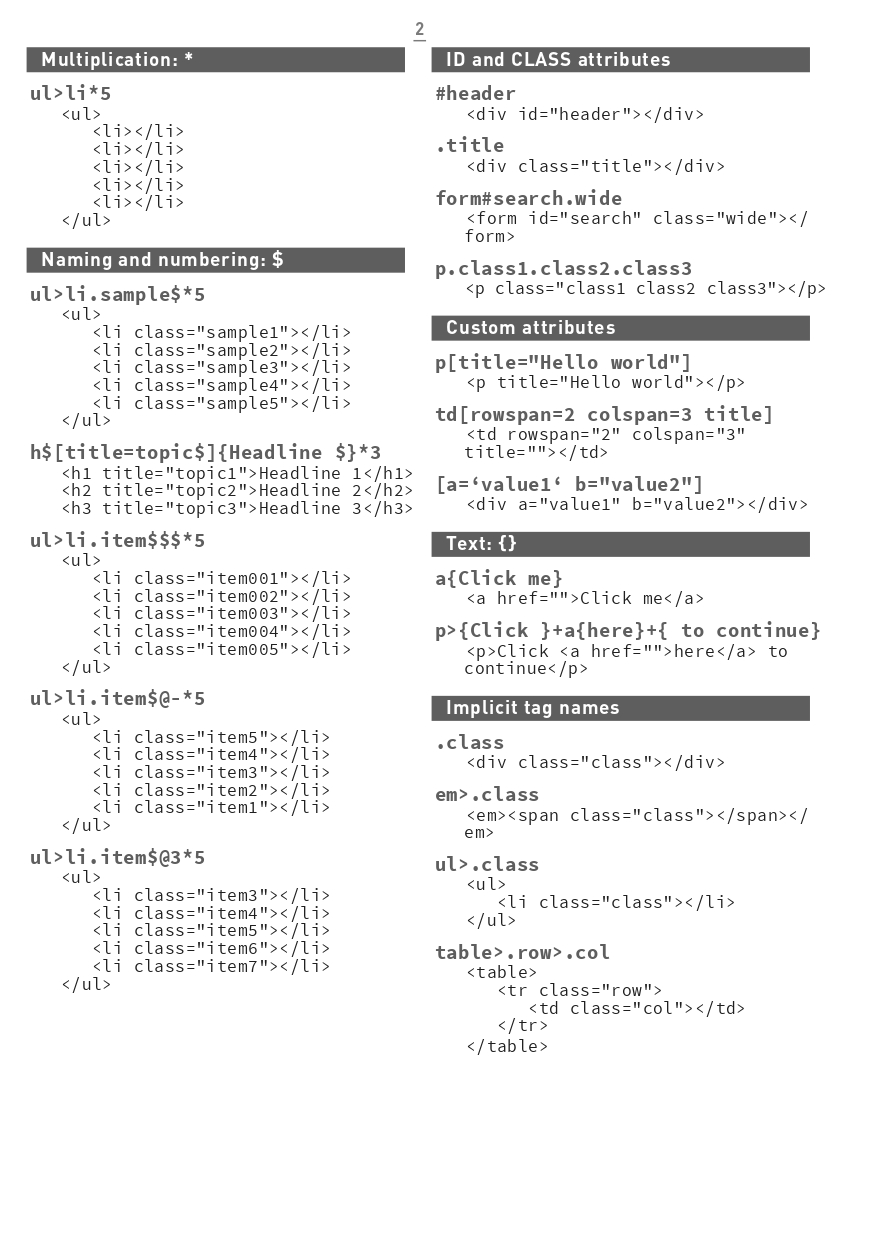 2
Multiplication: *
ul>li*5
<ul>
<li></li>
<li></li>
<li></li>
<li></li>
<li></li>
</ul>
Naming and numbering: $
ul>li.sample$*5
<ul>
<li class="sample1"></li>
<li class="sample2"></li>
<li class="sample3"></li>
<li class="sample4"></li>
<li class="sample5"></li>
</ul>
h$[title=topic$]{Headline $}*3
<h1 title="topic1">Headline 1</h1>
<h2 title="topic2">Headline 2</h2>
<h3 title="topic3">Headline 3</h3>
ul>li.item$$$*5
<ul>
<li class="item001"></li>
<li class="item002"></li>
<li class="item003"></li>
<li class="item004"></li>
<li class="item005"></li>
</ul>
ul>li.item$@-*5
<ul>
<li class="item5"></li>
<li class="item4"></li>
<li class="item3"></li>
<li class="item2"></li>
<li class="item1"></li>
</ul>
ul>li.item$@3*5
<ul>
<li class="item3"></li>
<li class="item4"></li>
<li class="item5"></li>
<li class="item6"></li>
<li class="item7"></li>
</ul>
ID and CLASS attributes
#header
<div id="header"></div>
.title
<div class="title"></div>
form#search.wide
<form id="search" class="wide"></
form>
p.class1.class2.class3
<p class="class1 class2 class3"></p>
Custom attributes
p[title="Hello world"]
<p title="Hello world"></p>
td[rowspan=2 colspan=3 title]
<td rowspan="2" colspan="3"
title=""></td>
[a=‘value1‘ b="value2"]
<div a="value1" b="value2"></div>
Text: {}
a{Click me}
<a href="">Click me</a>
p>{Click }+a{here}+{ to continue}
<p>Click <a href="">here</a> to
continue</p>
Implicit tag names
.class
<div class="class"></div>
em>.class
<em><span class="class"></span></
em>
ul>.class
<ul>
<li class="class"></li>
</ul>
table>.row>.col
<table>
<tr class="row">
<td class="col"></td>
</tr>
</table>